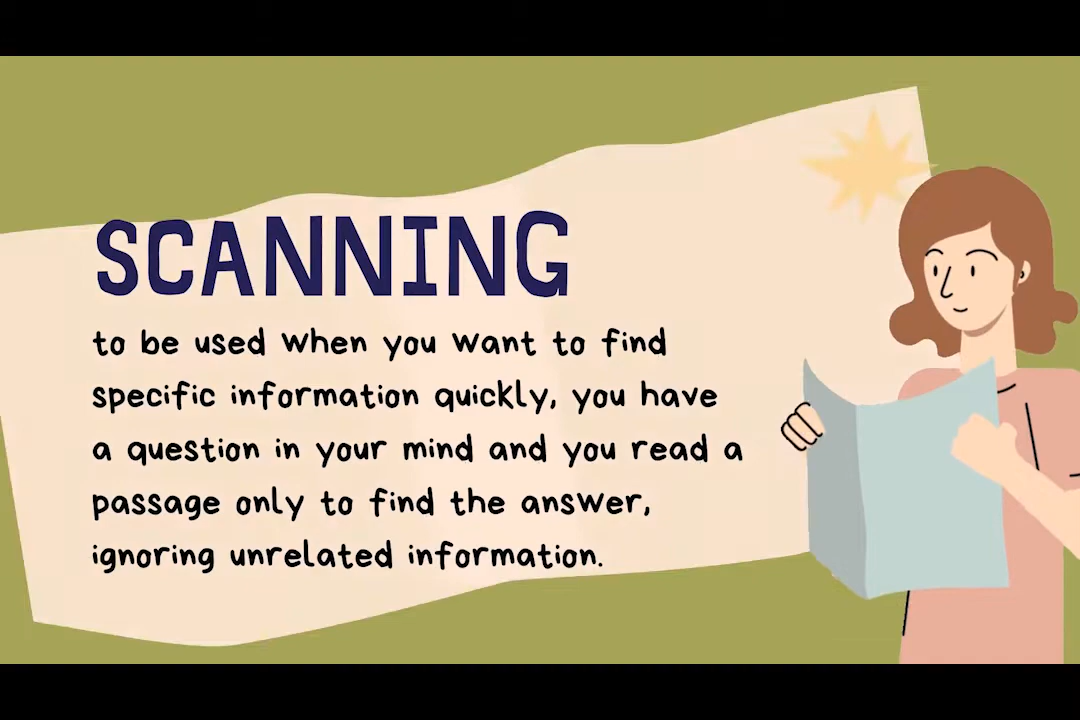 SCANNING
to be used when you want to find
specific information quickly, you have
a question in your mind and you read a
passage only to find the answer,
ignoring unrelated information.